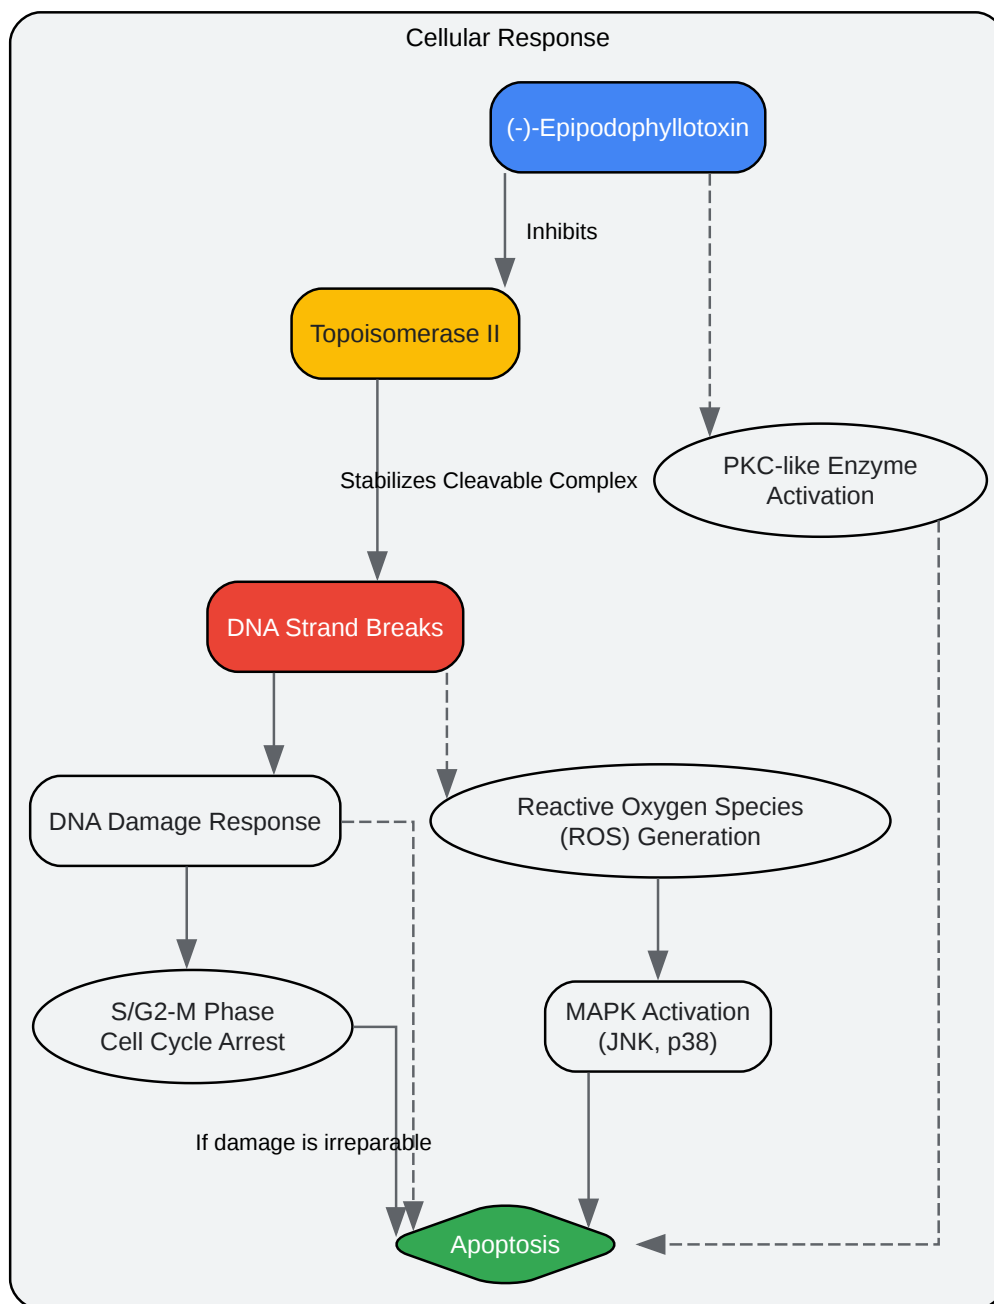 Cellular Response
(-)-Epipodophyllotoxin
Inhibits
Topoisomerase II
PKC-like Enzyme
Activation
Stabilizes Cleavable Complex
DNA Strand Breaks
DNA Damage Response
Reactive Oxygen Species
(ROS) Generation
S/G2-M Phase
Cell Cycle Arrest
MAPK Activation
(JNK, p38)
If damage is irreparable
Apoptosis